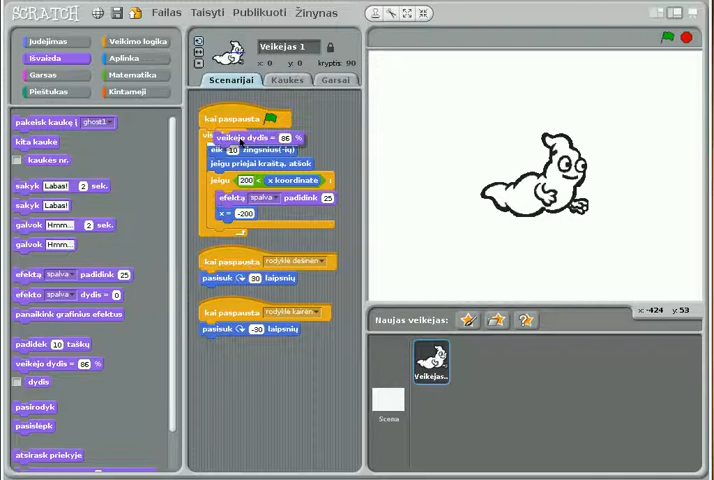 SCRATCH Failas Taisyti Publikuoti Žinynas
Judėjimas Veikimo logika
Išvaizda Aplinka
Garsas Matematika
Pieštukas Kintamieji
pakeisk kaukę į ghost1
kita kaukė
kaukės nr.
sakyk Labas! 2 sek.
sakyk Labas!
galvok Hmm... 2 sek.
galvok Hmm...
efektą spalva padidink 25
efekto spalva dydis = 0
panaikink grafinius efektus
padidėk 10 taškų
veikėjo dydis = 86 %
dydis
pasirodyk
pasislėpk
atsirask priekyje
Veikejas 1
x: 0 y: 0 kryptis: 90
Scenarijai Kaukės Garsai
kai paspausta
veikėjo dydis = 86 %
eik 10 žingsnius(-ių)
jeigu priėjai kraštą, atšok
jeigu 200 < x koordinatė
efektą spalva padidink 25
x = -200
kai paspausta rodyklė dešinėn
pasisuk 30 laipsnių
kai paspausta rodyklė kairėn
pasisuk -30 laipsnių
x: -424 y: 53
Naujas veikėjas:
Veikejas..
Scena